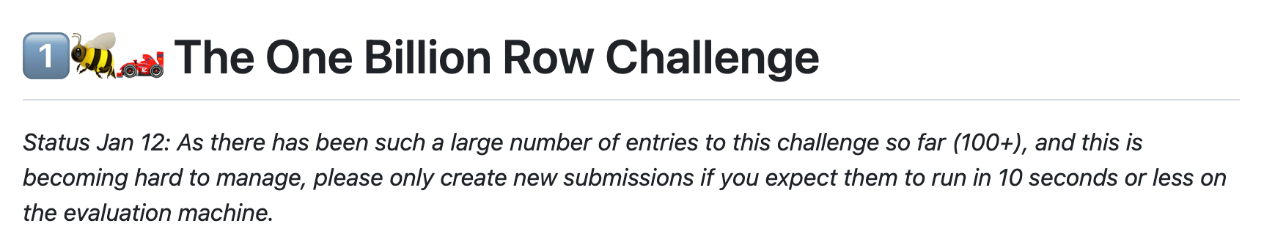 1️⃣🐝🏎️ The One Billion Row Challenge
Status Jan 12: As there has been such a large number of entries to this challenge so far (100+), and this is
becoming hard to manage, please only create new submissions if you expect them to run in 10 seconds or less on
the evaluation machine.